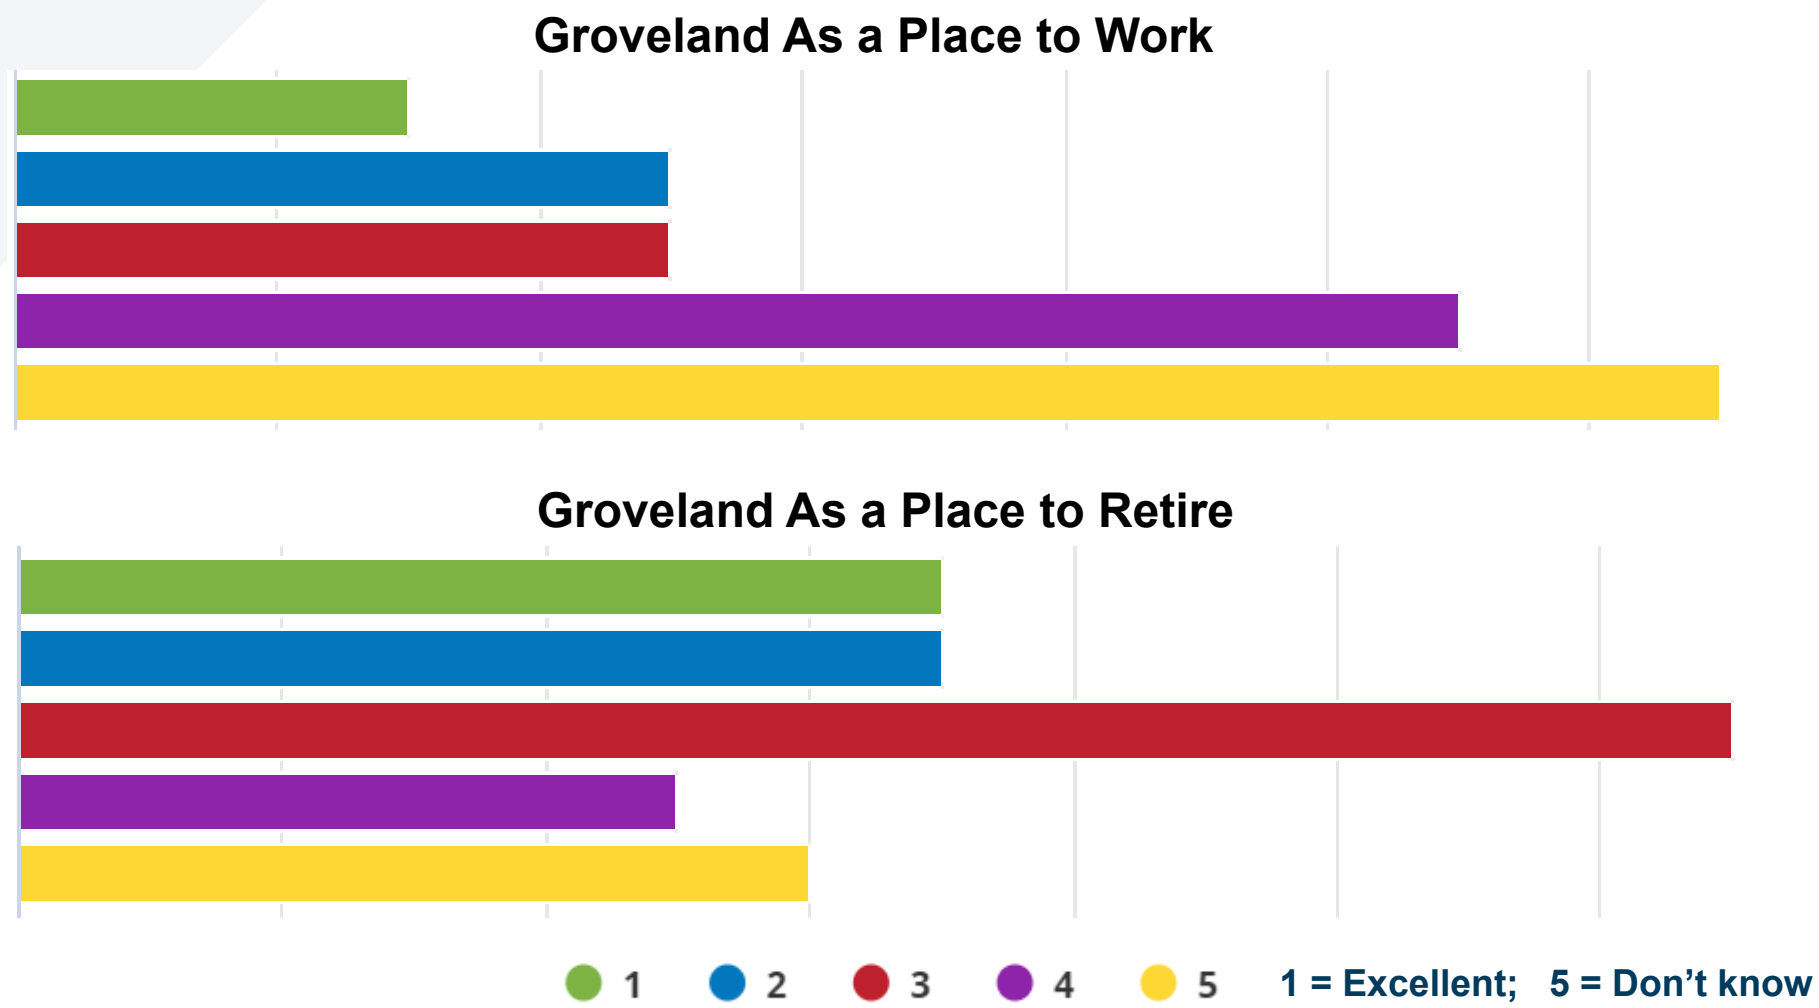 Groveland As a Place to Work
Groveland As a Place to Retire
1 2 3 4 5 1 = Excellent; 5 = Don’t know